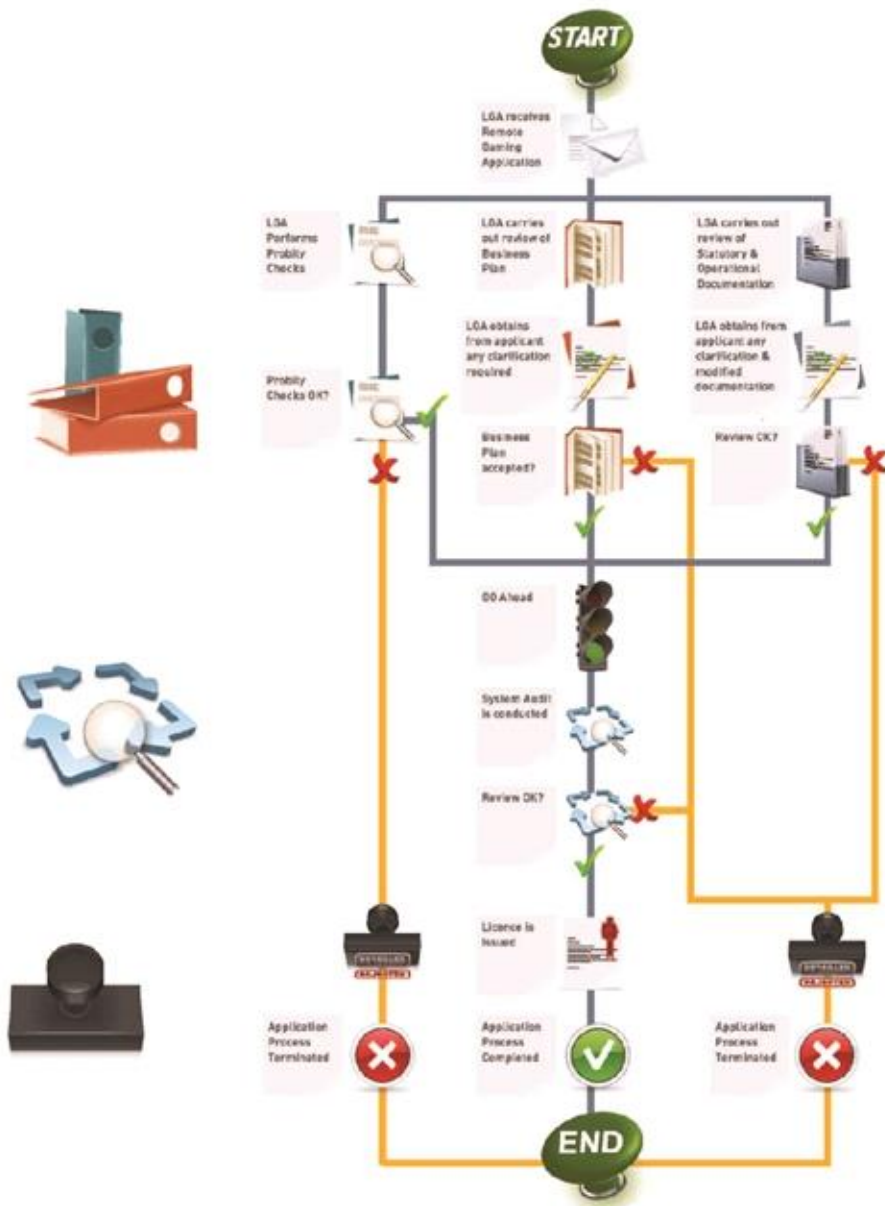 START
LGA receives
Remote
Gaming
Application
LGA
Performs
Probity
Checks
LGA carries
out review of
Business
Plan
LGA carries out
review of
Statutory &
Operational
Documentation
LGA obtains
from applicant
any clarification
required
LGA obtains from
applicant any
clarification &
modified
documentation
Probity
Checks OK?
Business
Plan
accepted?
Review OK?
GO Ahead
System Audit
is conducted
Review OK?
Licence is
Issued
REJECTED
REJECTED
Application
Process
Terminated
Application
Process
Completed
Application
Process
Terminated
END